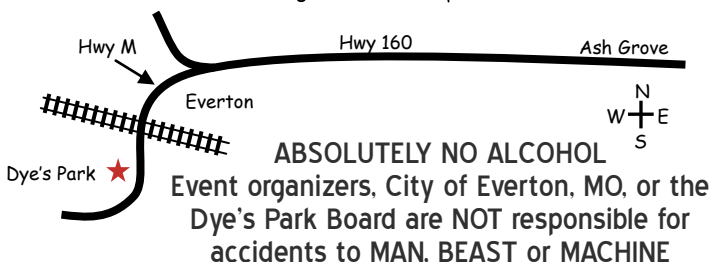 Hwy M
Hwy 160
Ash Grove
Everton
N
W E
S
Dye's Park
ABSOLUTELY NO ALCOHOL
Event organizers, City of Everton, MO, or the
Dye's Park Board are NOT responsible for
accidents to MAN, BEAST or MACHINE